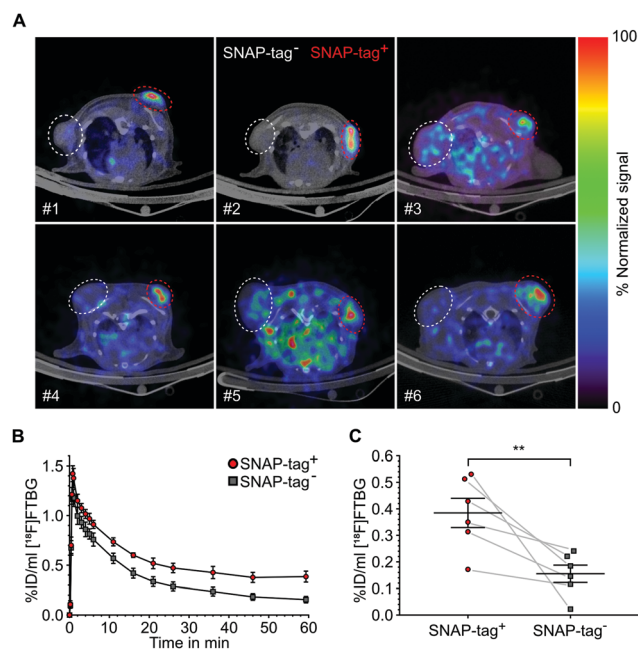 A
SNAP-tag⁻ SNAP-tag⁺
100
#1 #2 #3
% Normalized signal
#4 #5 #6
0
B
SNAP-tag⁺
SNAP-tag⁻
%ID/ml [¹⁸F]FTBG
1.5
1.0
0.5
0.0
0 10 20 30 40 50 60
Time in min
C
**
%ID/ml [¹⁸F]FTBG
0.6
0.5
0.4
0.3
0.2
0.1
0.0
SNAP-tag⁺ SNAP-tag⁻